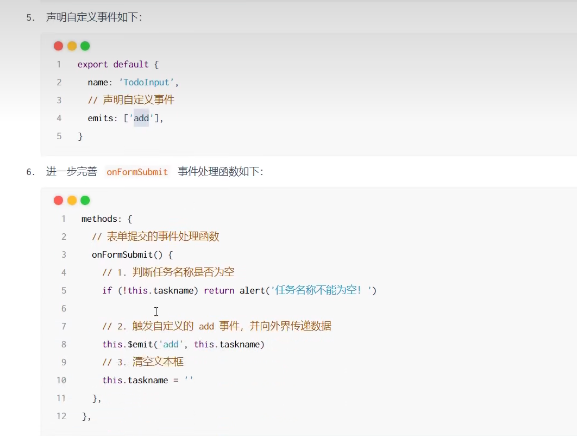 5. 声明自定义事件如下：
1 export default {
2 name: 'TodoInput',
3 // 声明自定义事件
4 emits: ['add'],
5 }
6. 进一步完善 onFormSubmit 事件处理函数如下：
1 methods: {
2 // 表单提交的事件处理函数
3 onFormSubmit() {
4 // 1. 判断任务名称是否为空
5 if (!this.taskname) return alert('任务名称不能为空！')
6
7 // 2. 触发自定义的 add 事件，并向外界传递数据
8 this.$emit('add', this.taskname)
9 // 3. 清空文本框
10 this.taskname = ''
11 },
12 },